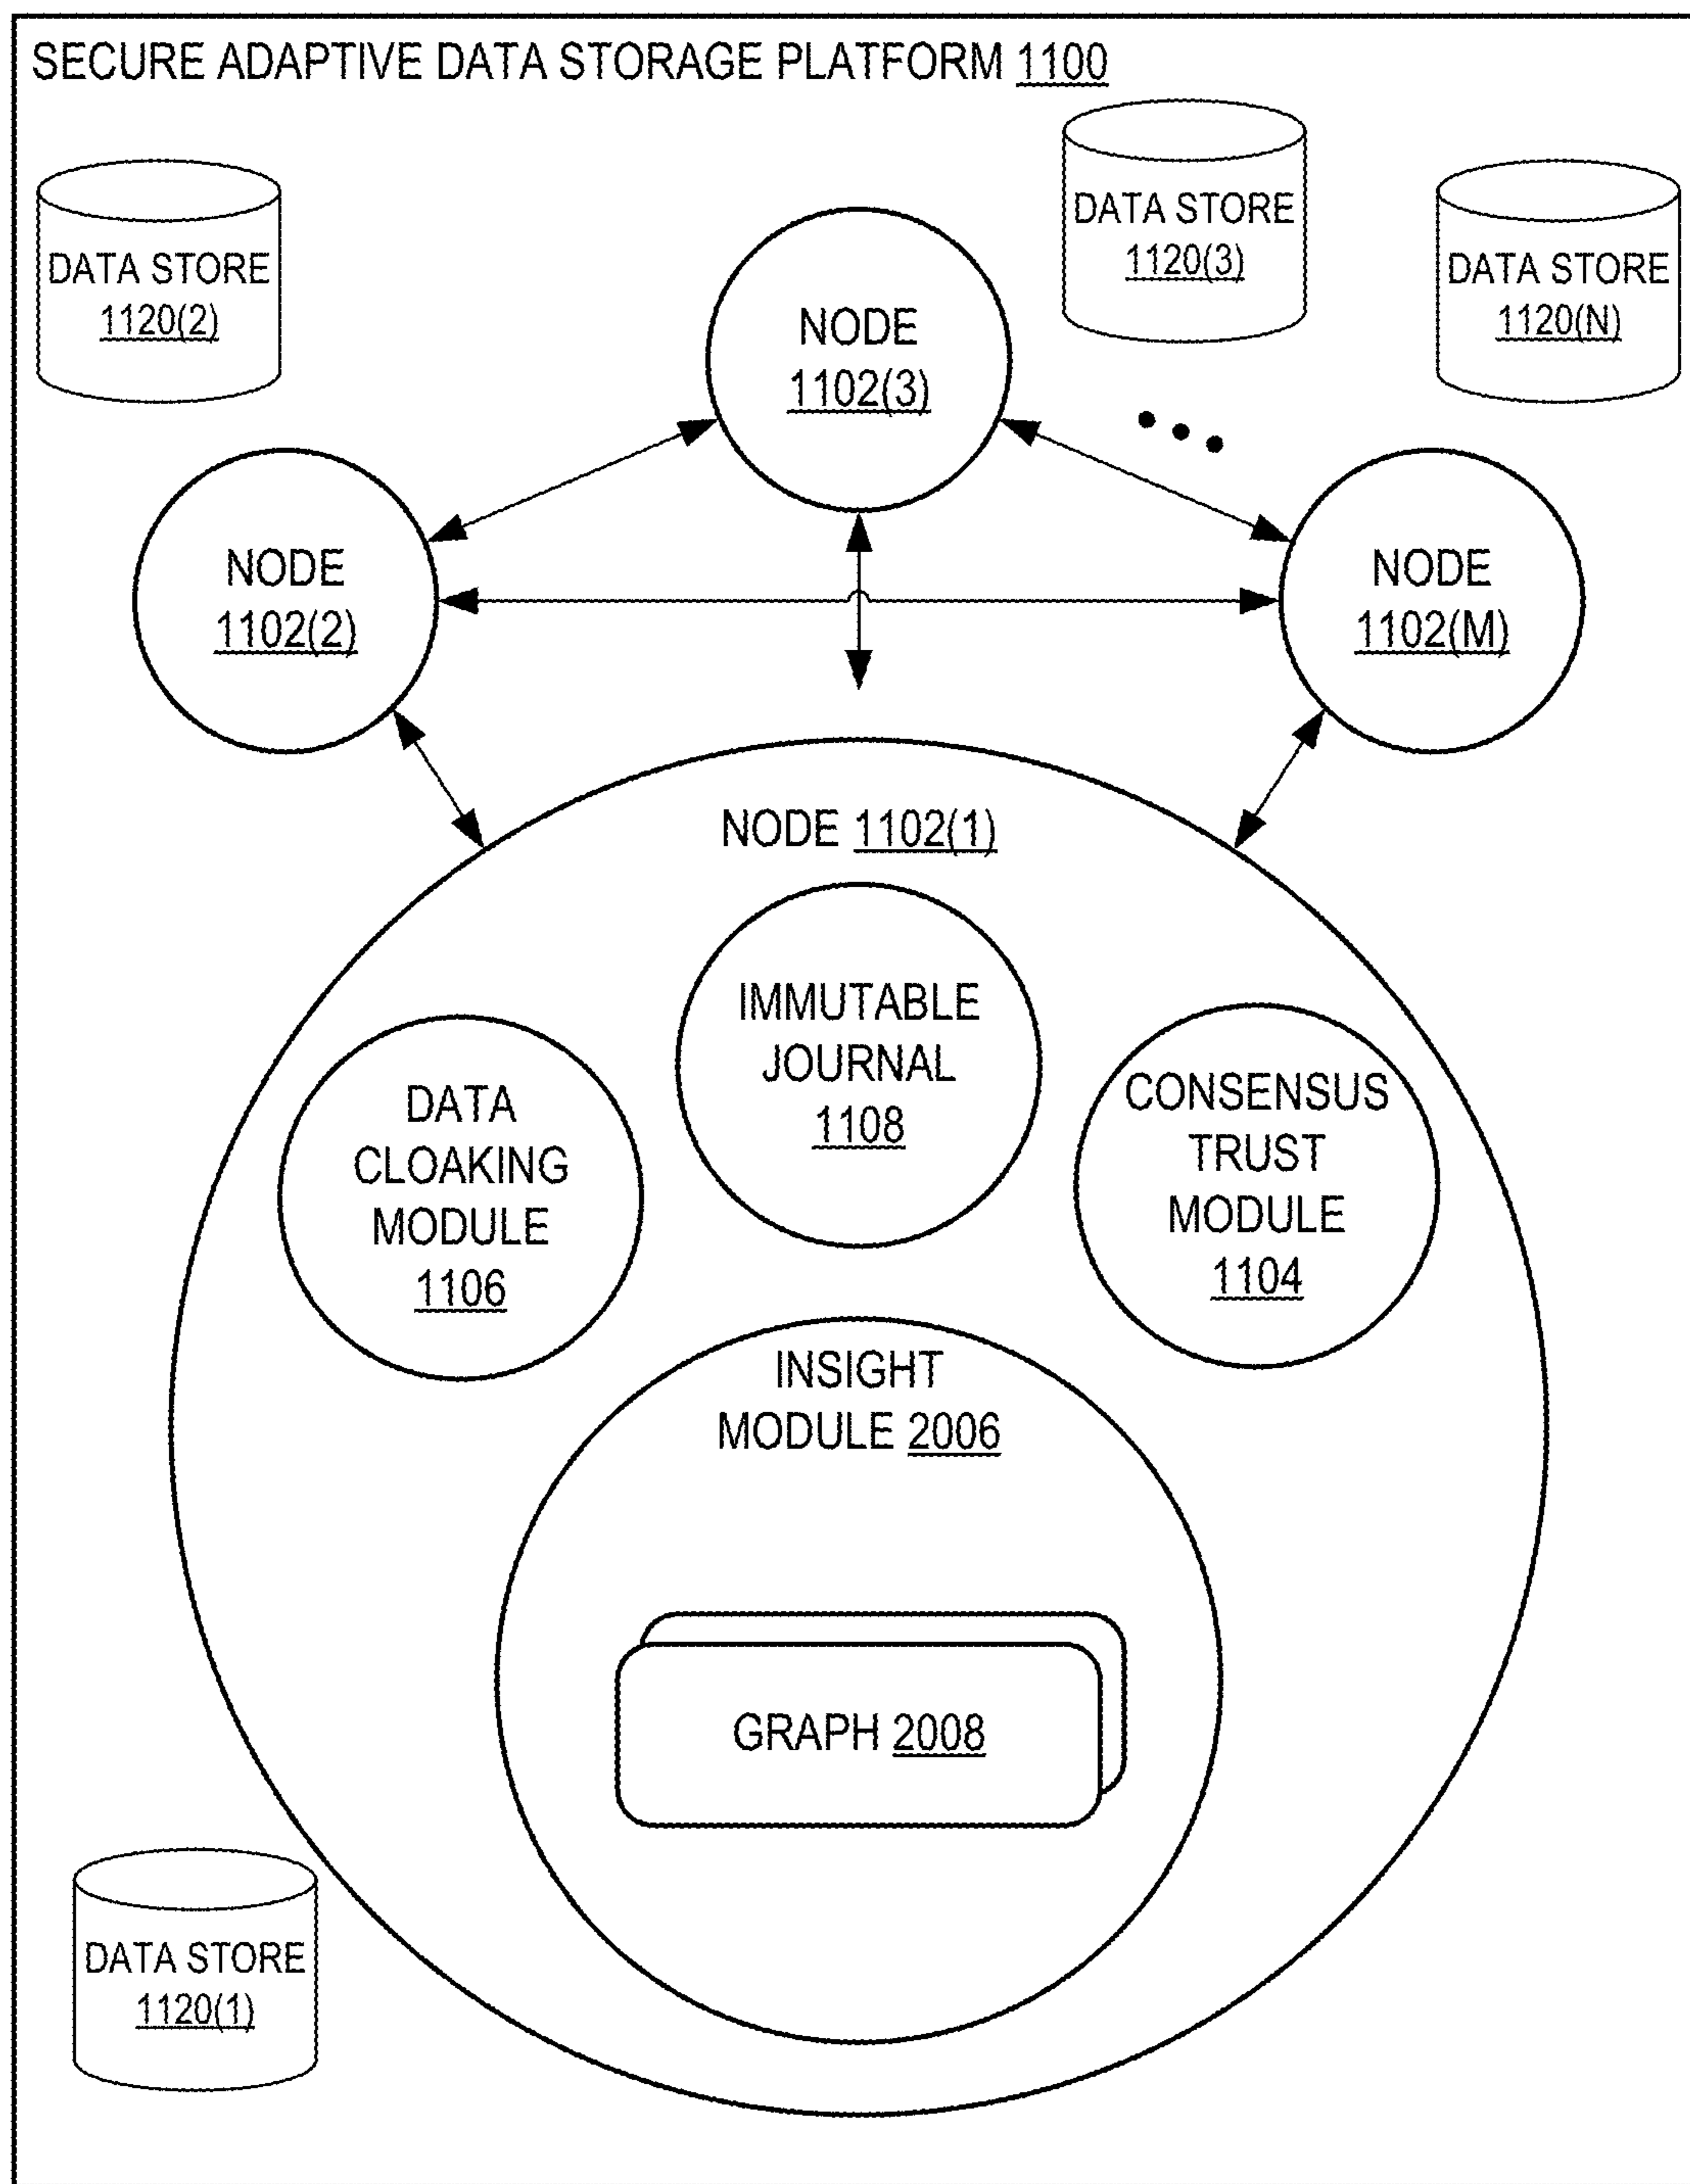 SECURE ADAPTIVE DATA STORAGE PLATFORM 1100
DATA STORE
1120(2)
DATA STORE
1120(3)
DATA STORE
1120(N)
NODE
1102(3)
NODE
1102(2)
NODE
1102(M)
NODE 1102(1)
IMMUTABLE
JOURNAL
1108
DATA
CLOAKING
MODULE
1106
CONSENSUS
TRUST
MODULE
1104
INSIGHT
MODULE 2006
GRAPH 2008
DATA STORE
1120(1)